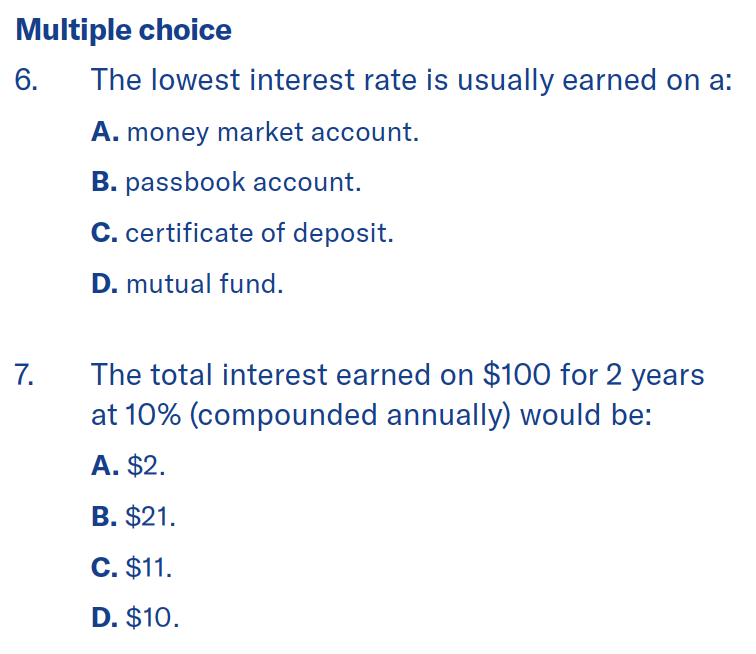 Multiple choice
6. The lowest interest rate is usually earned on a:
A. money market account.
B. passbook account.
C. certificate of deposit.
D. mutual fund.
7. The total interest earned on $100 for 2 years
at 10% (compounded annually) would be:
A. $2.
B. $21.
C. $11.
D. $10.